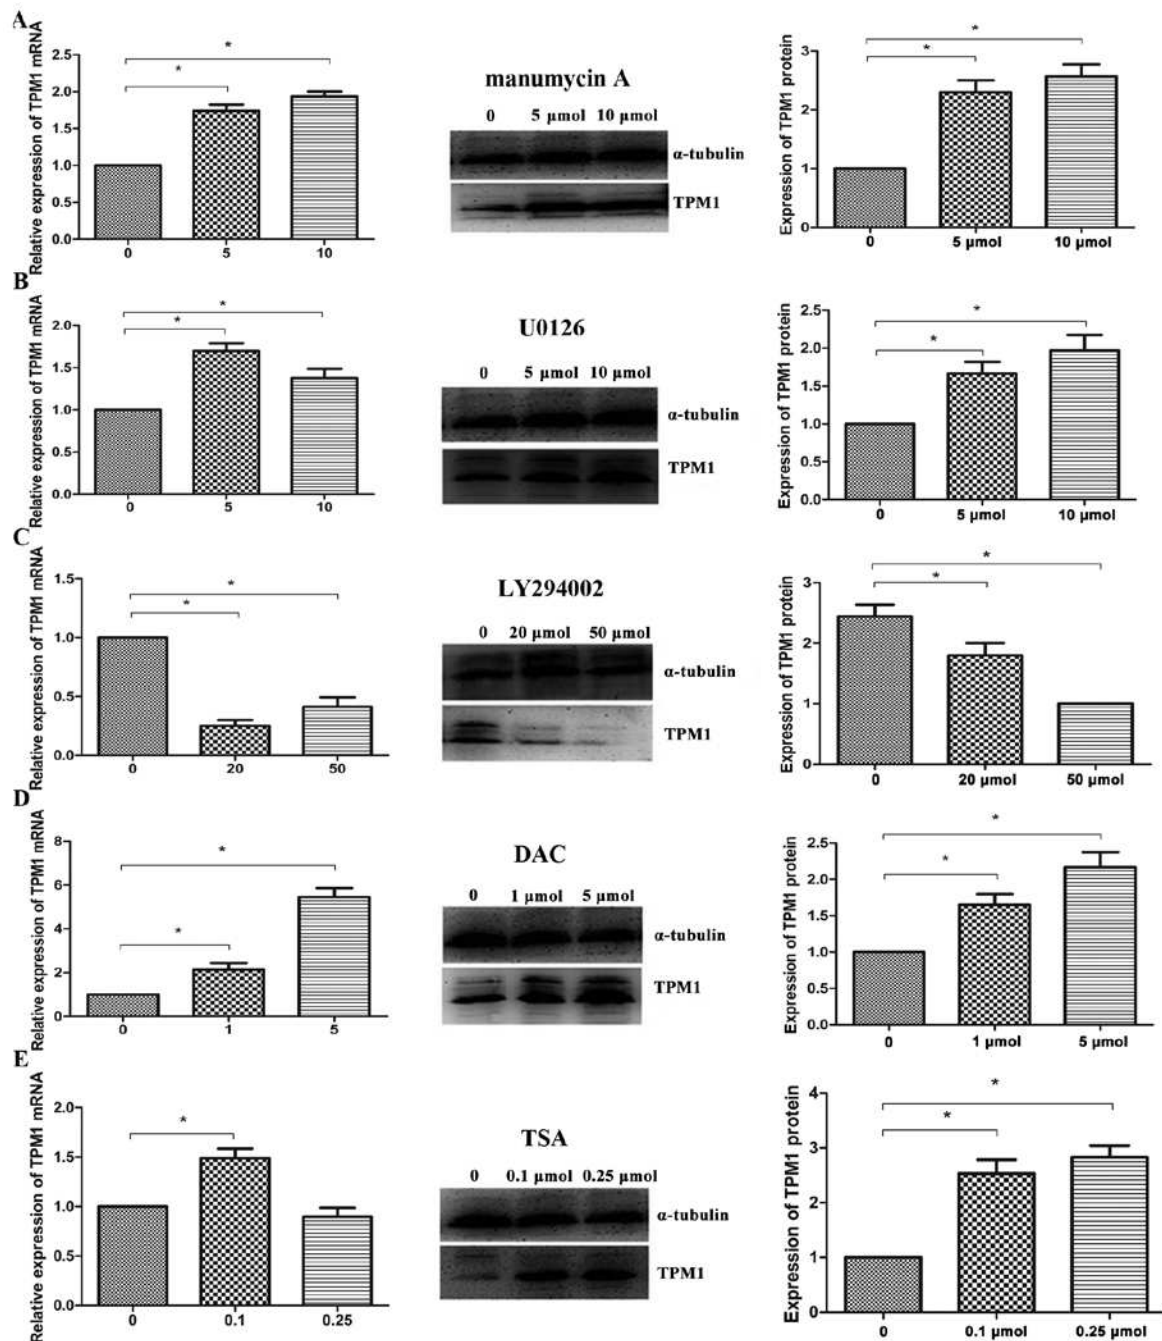 A
Relative expression of TPM1 mRNA
2.5
2.0
1.5
1.0
0.5
0.0
*
*
0 5 10
manumycin A
0 5 μmol 10 μmol
α-tubulin
TPM1
Expression of TPM1 protein
3
2
1
0
*
*
0 5 μmol 10 μmol
B
Relative expression of TPM1 mRNA
2.0
1.5
1.0
0.5
0.0
*
*
0 5 10
U0126
0 5 μmol 10 μmol
α-tubulin
TPM1
Expression of TPM1 protein
2.5
2.0
1.5
1.0
0.5
0.0
*
*
0 5 μmol 10 μmol
C
Relative expression of TPM1 mRNA
1.5
1.0
0.5
0.0
*
*
0 20 50
LY294002
0 20 μmol 50 μmol
α-tubulin
TPM1
Expression of TPM1 protein
3
2
1
0
*
*
0 20 μmol 50 μmol
D
Relative expression of TPM1 mRNA
8
6
4
2
0
*
*
0 1 5
DAC
0 1 μmol 5 μmol
α-tubulin
TPM1
Expression of TPM1 protein
2.5
2.0
1.5
1.0
0.5
0.0
*
*
0 1 μmol 5 μmol
E
Relative expression of TPM1 mRNA
2.0
1.5
1.0
0.5
0.0
*
0 0.1 0.25
TSA
0 0.1 μmol 0.25 μmol
α-tubulin
TPM1
Expression of TPM1 protein
4
3
2
1
0
*
*
0 0.1 μmol 0.25 μmol